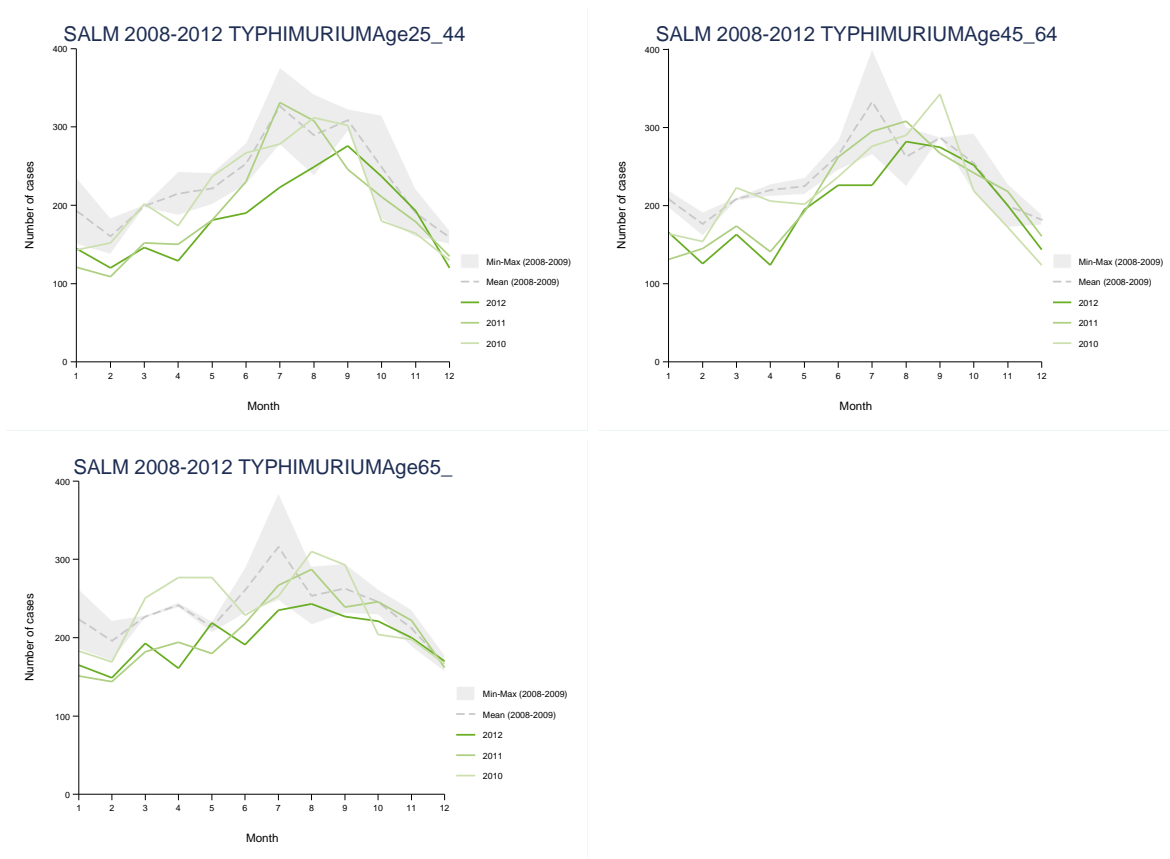 SALM 2008-2012 TYPHIMURIUMAge25_44
400
300
200
100
0
Number of cases
1 2 3 4 5 6 7 8 9 10 11 12
Month
Min-Max (2008-2009)
Mean (2008-2009)
2012
2011
2010
SALM 2008-2012 TYPHIMURIUMAge45_64
400
300
200
100
0
Number of cases
1 2 3 4 5 6 7 8 9 10 11 12
Month
Min-Max (2008-2009)
Mean (2008-2009)
2012
2011
2010
SALM 2008-2012 TYPHIMURIUMAge65_
400
300
200
100
0
Number of cases
1 2 3 4 5 6 7 8 9 10 11 12
Month
Min-Max (2008-2009)
Mean (2008-2009)
2012
2011
2010